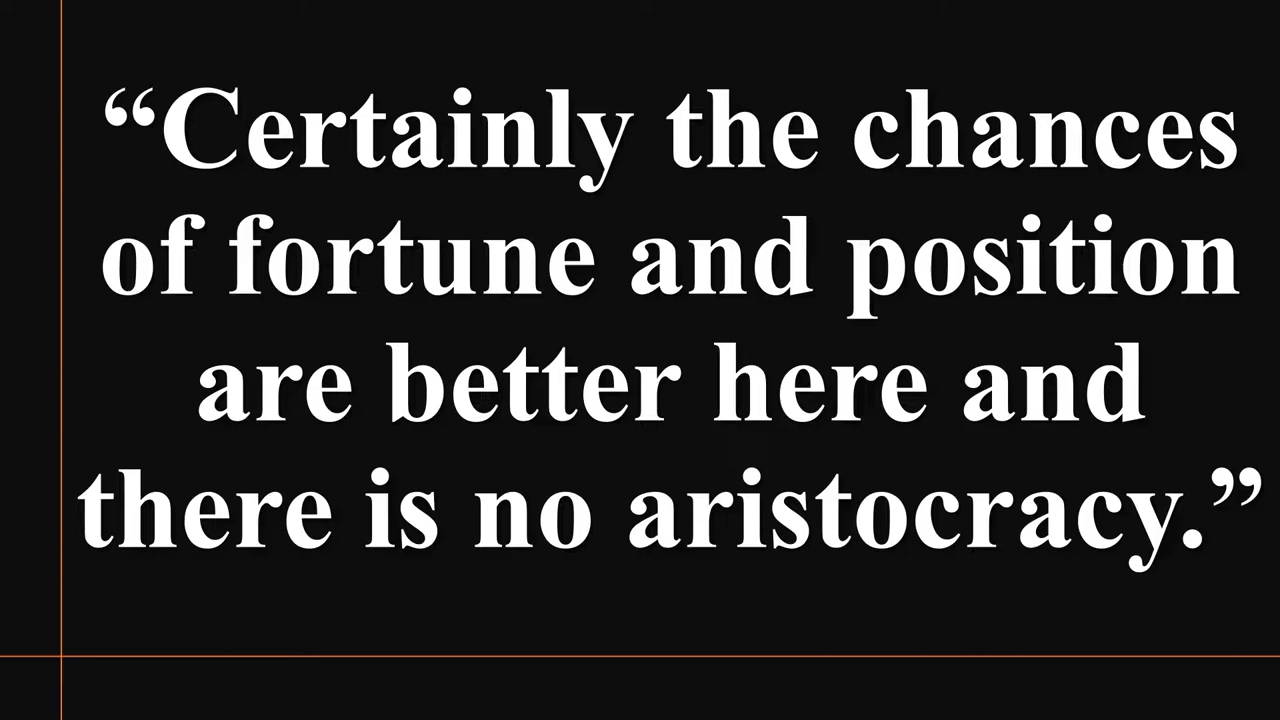 “Certainly the chances
of fortune and position
are better here and
there is no aristocracy.”